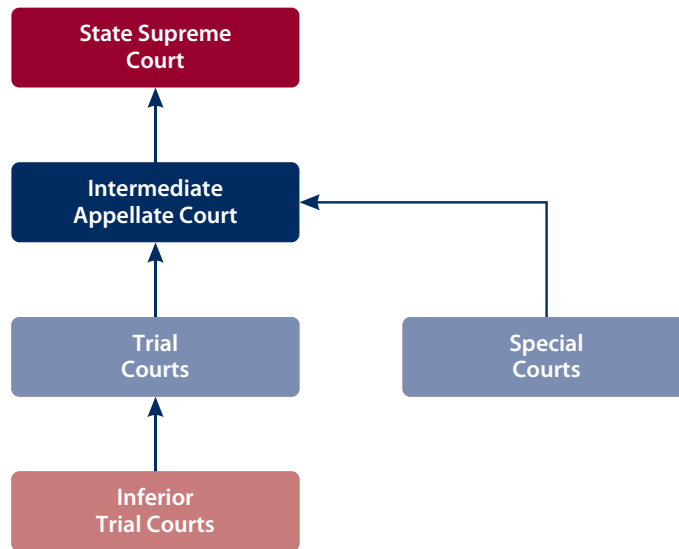 State Supreme
Court
Intermediate
Appellate Court
Trial
Courts
Special
Courts
Inferior
Trial Courts